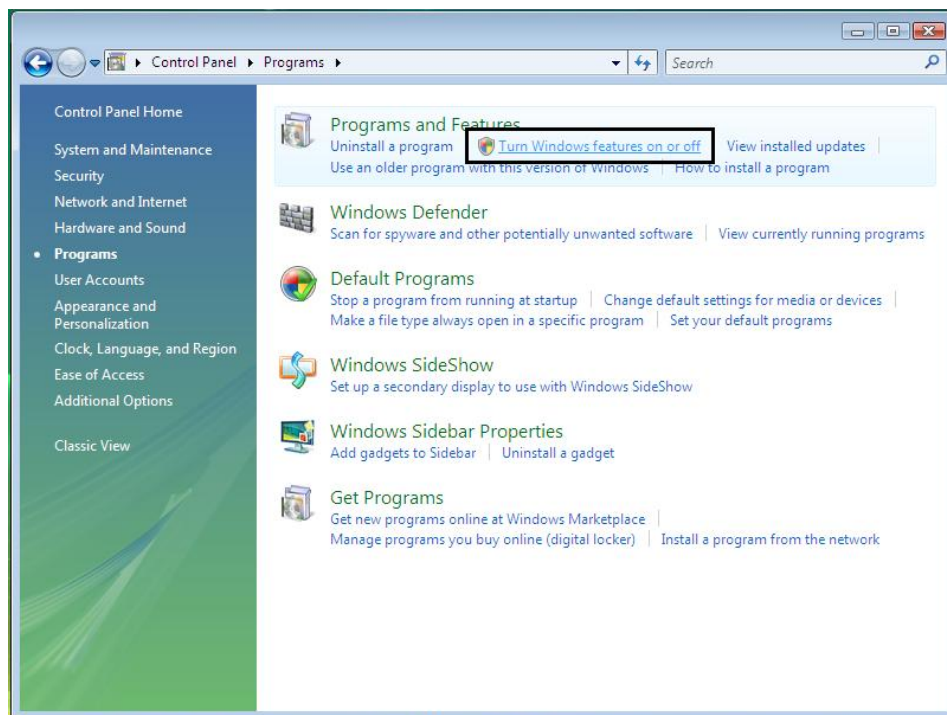 Control Panel Programs
Search
Control Panel Home
System and Maintenance
Security
Network and Internet
Hardware and Sound
Programs
User Accounts
Appearance and
Personalization
Clock, Language, and Region
Ease of Access
Additional Options
Classic View
Programs and Features
Uninstall a program Turn Windows features on or off View installed updates
Use an older program with this version of Windows How to install a program
Windows Defender
Scan for spyware and other potentially unwanted software View currently running programs
Default Programs
Stop a program from running at startup Change default settings for media or devices
Make a file type always open in a specific program Set your default programs
Windows SideShow
Set up a secondary display to use with Windows SideShow
Windows Sidebar Properties
Add gadgets to Sidebar Uninstall a gadget
Get Programs
Get new programs online at Windows Marketplace
Manage programs you buy online (digital locker) Install a program from the network